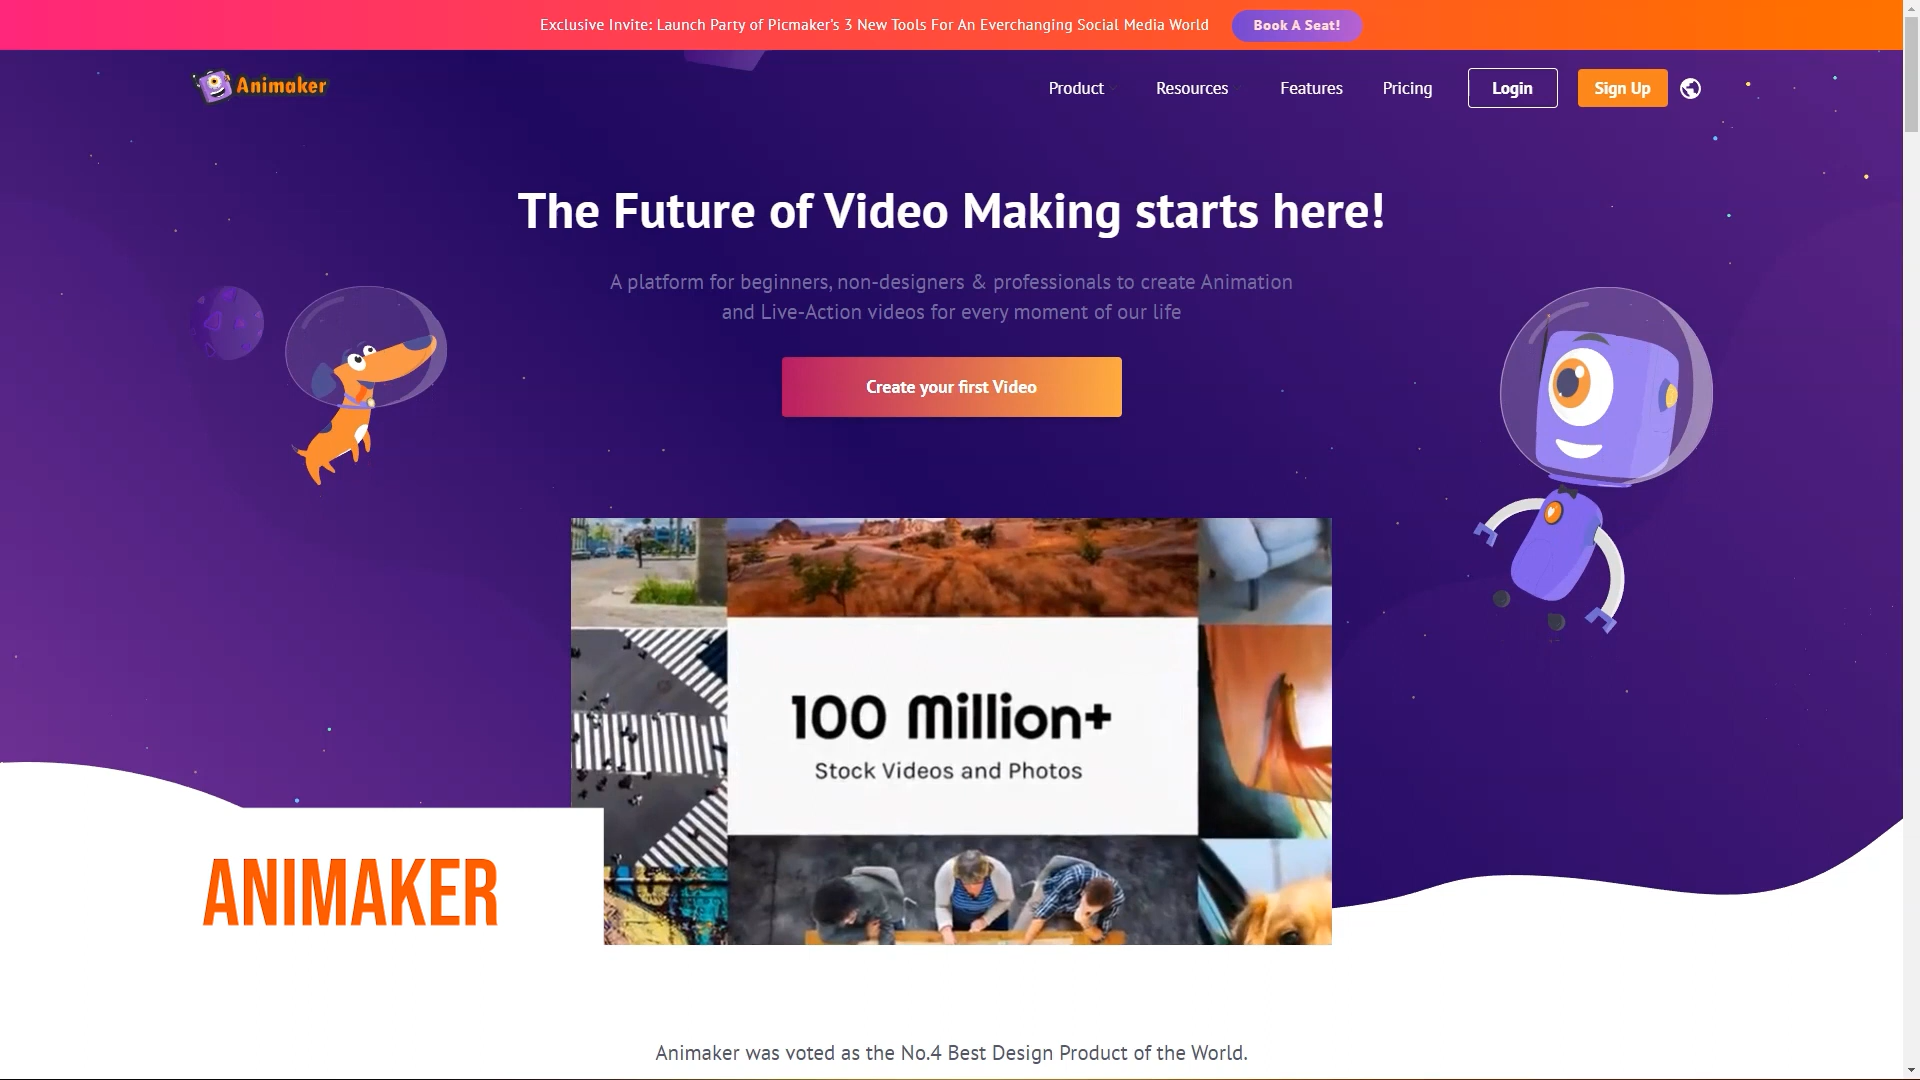 Exclusive Invite: Launch Party of Picmaker's 3 New Tools For An Everchanging Social Media World
Book A Seat!
Animaker
Product
Resources
Features
Pricing
Login
Sign Up
The Future of Video Making starts here!
A platform for beginners, non-designers & professionals to create Animation
and Live-Action videos for every moment of our life
Create your first Video
100 Million+
Stock Videos and Photos
ANIMAKER
Animaker was voted as the No.4 Best Design Product of the World.